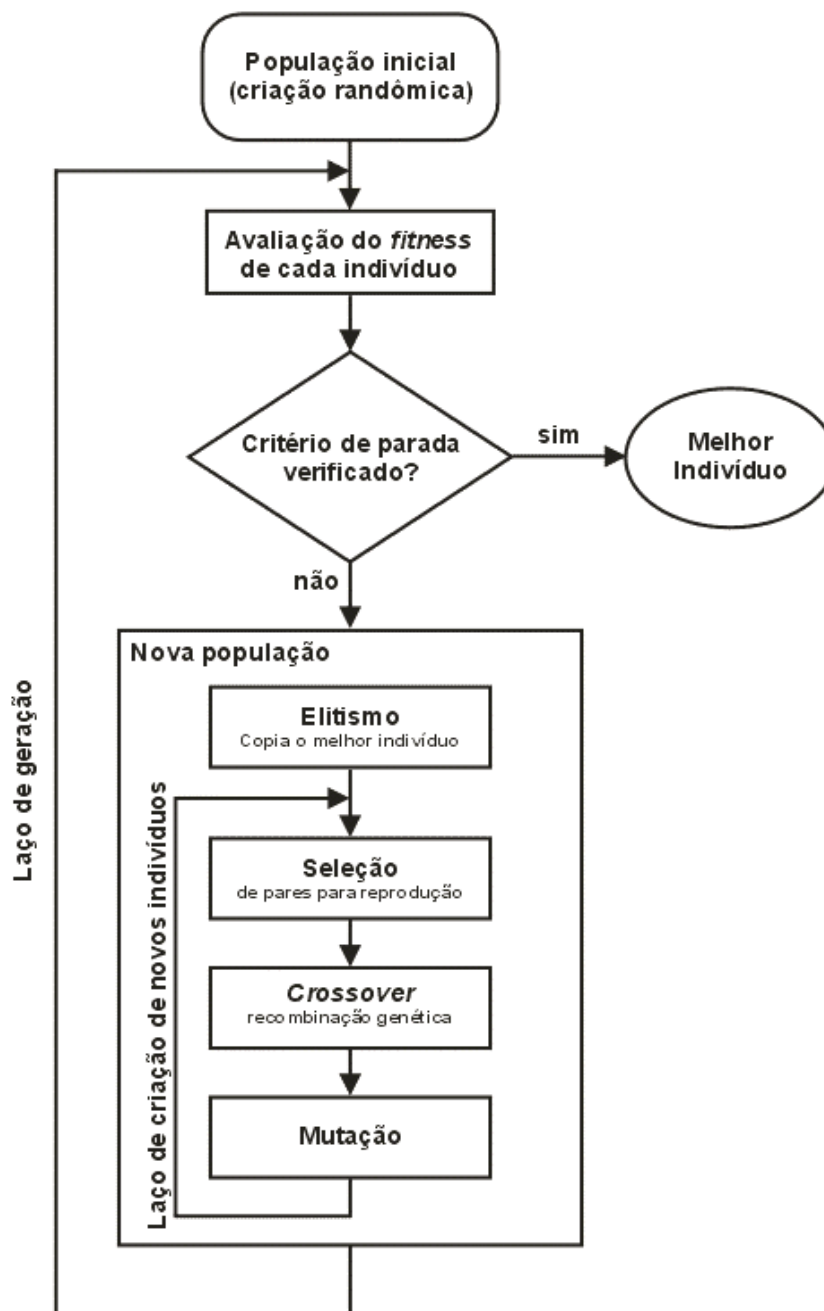 População inicial
(criação randômica)
Avaliação do fitness
de cada indivíduo
Critério de parada
verificado?
sim
Melhor
Indivíduo
não
Nova população
Elitismo
Copia o melhor indivíduo
Seleção
de pares para reprodução
Crossover
recombinação genética
Mutação
Laço de criação de novos indivíduos
Laço de geração